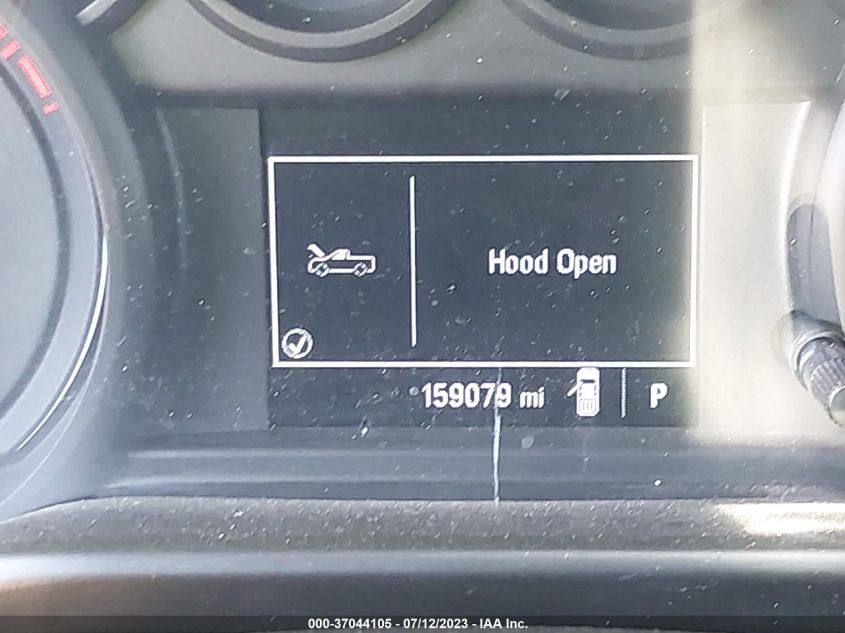 Hood Open
159079 mi
P
000-37044105 - 07/12/2023 - IAA Inc.